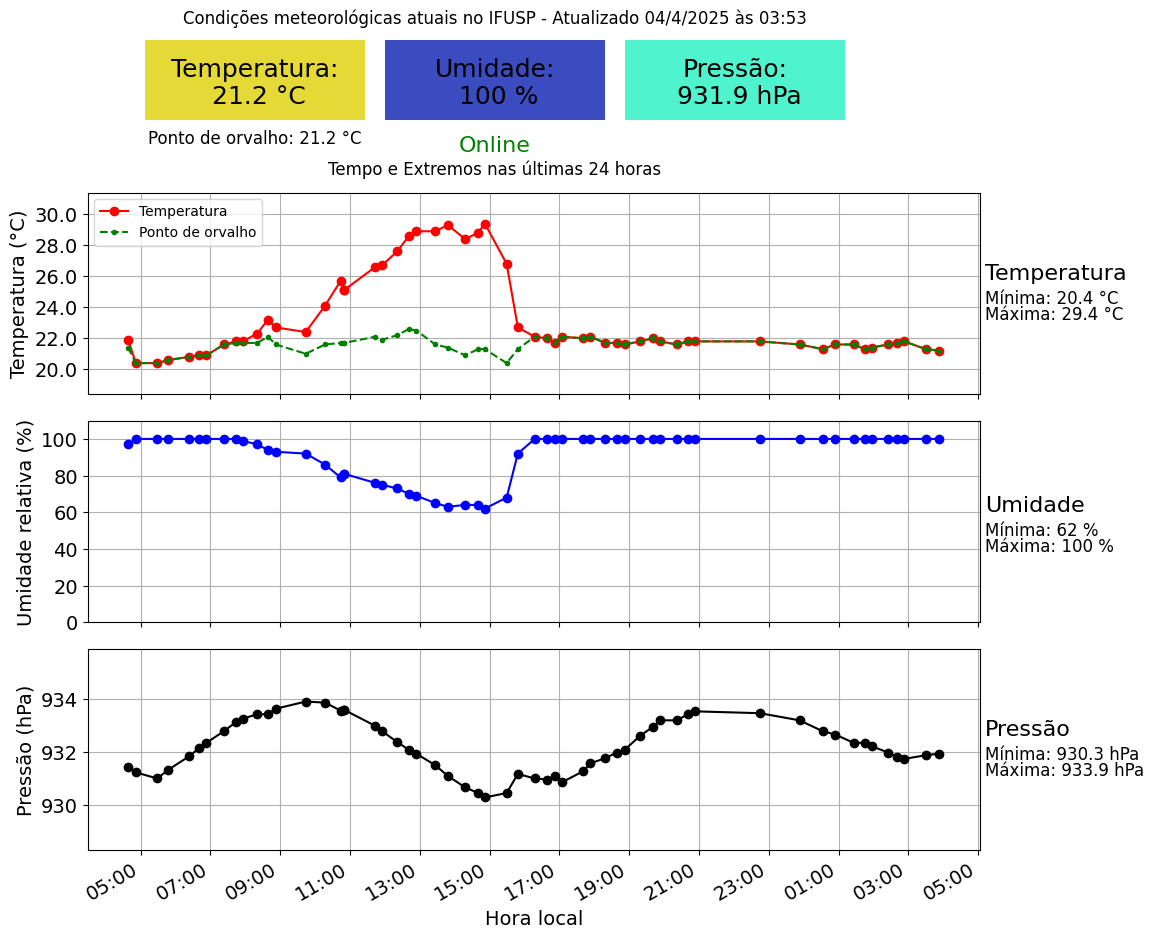 Condições meteorológicas atuais no IFUSP - Atualizado 04/4/2025 às 03:53
Temperatura:
21.2 °C
Umidade:
100 %
Pressão:
931.9 hPa
Ponto de orvalho: 21.2 °C
Online
Tempo e Extremos nas últimas 24 horas
Temperatura (°C)
30.0
28.0
26.0
24.0
22.0
20.0
Temperatura
Ponto de orvalho
Temperatura
Mínima: 20.4 °C
Máxima: 29.4 °C
Umidade relativa (%)
100
80
60
40
20
0
Umidade
Mínima: 62 %
Máxima: 100 %
Pressão (hPa)
934
932
930
Pressão
Mínima: 930.3 hPa
Máxima: 933.9 hPa
05:00 07:00 09:00 11:00 13:00 15:00 17:00 19:00 21:00 23:00 01:00 03:00 05:00
Hora local